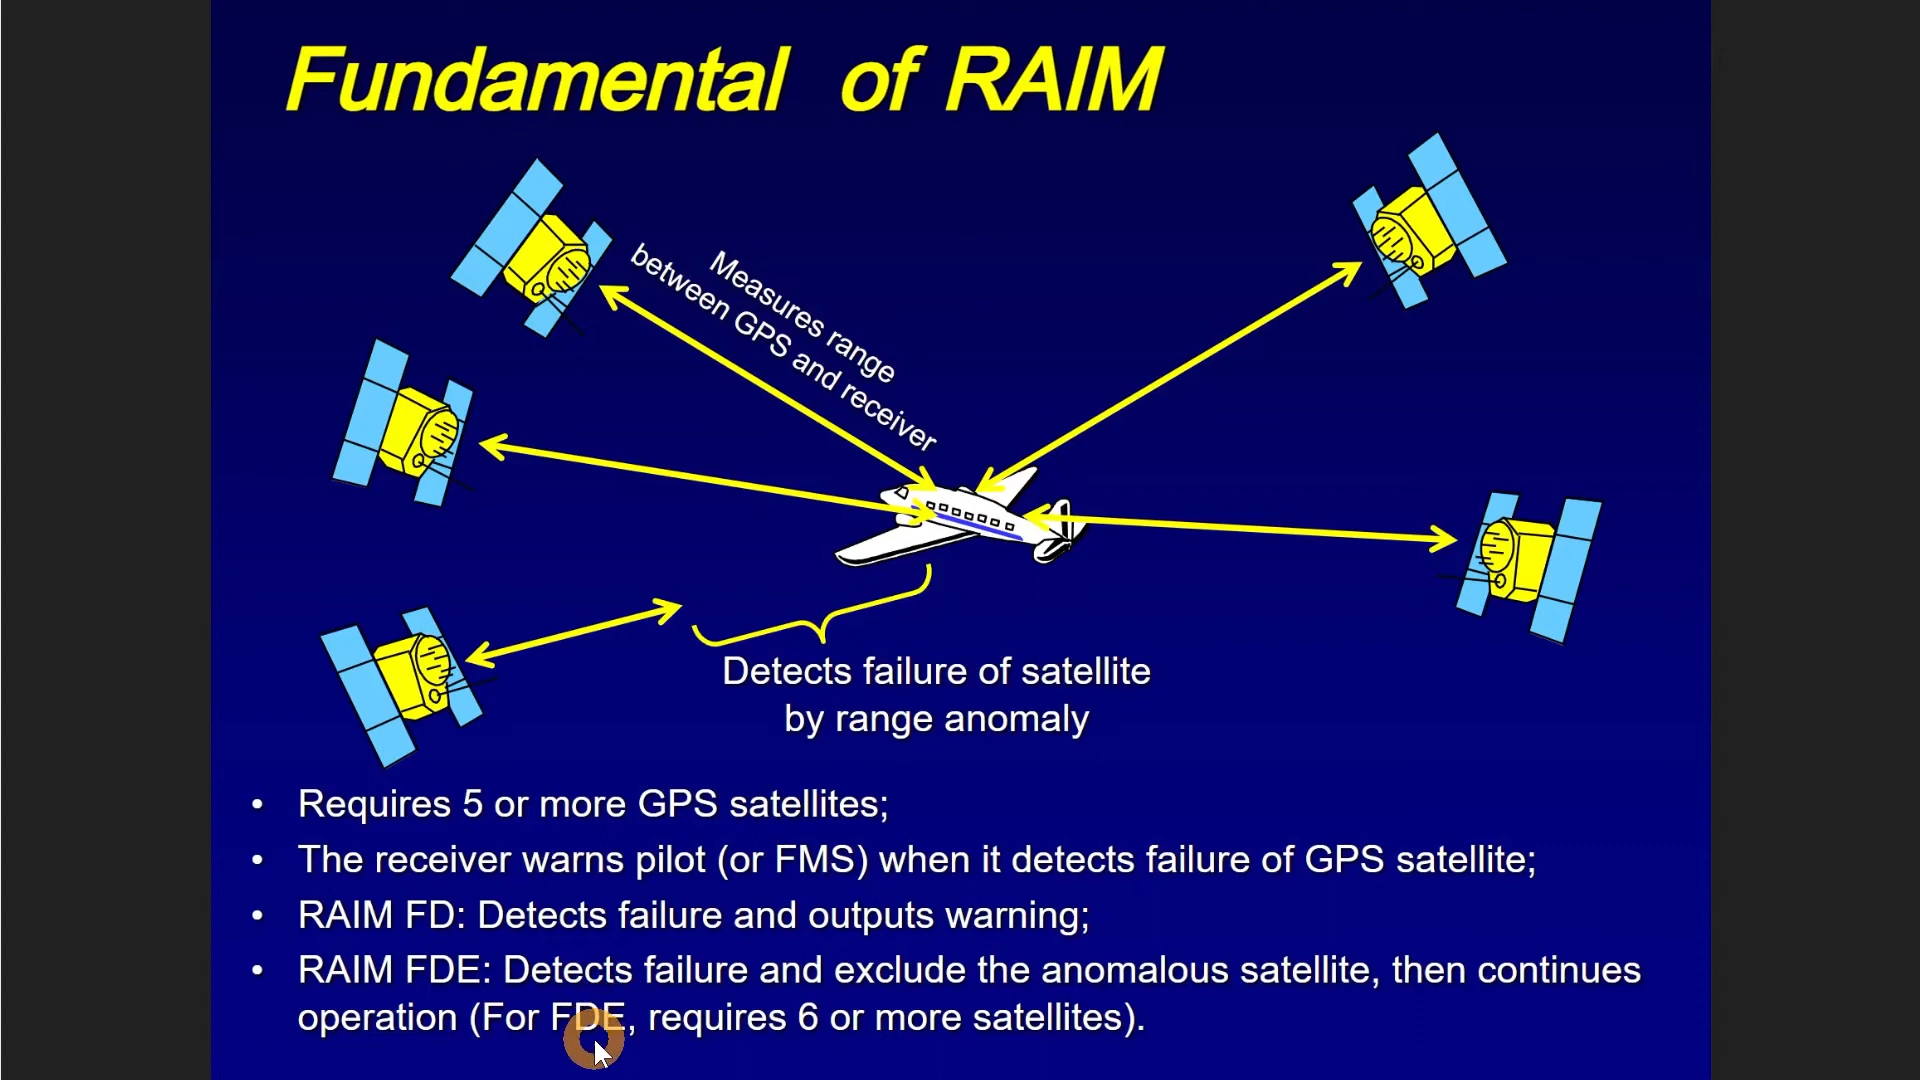 Fundamental of RAIM
Measures range
between GPS and receiver
Detects failure of satellite
by range anomaly
• Requires 5 or more GPS satellites;
• The receiver warns pilot (or FMS) when it detects failure of GPS satellite;
• RAIM FD: Detects failure and outputs warning;
• RAIM FDE: Detects failure and exclude the anomalous satellite, then continues
operation (For FDE, requires 6 or more satellites).